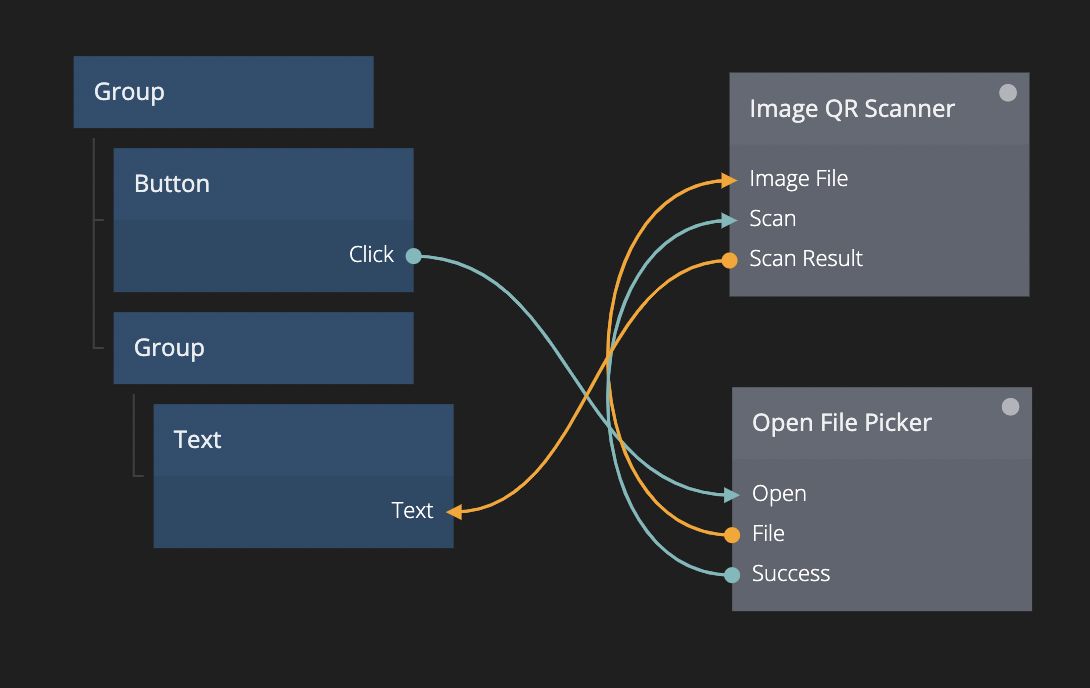 Group
Button
Click
Group
Text
Text
Image QR Scanner
Image File
Scan
Scan Result
Open File Picker
Open
File
Success